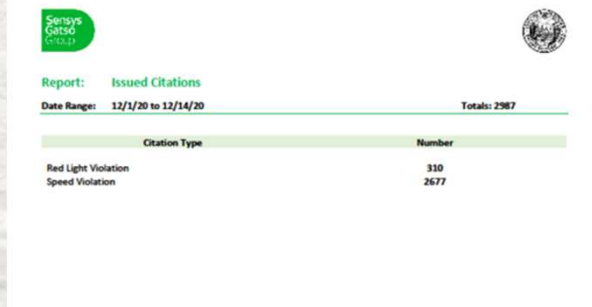 Sensys
Gatso
Group
Report: Issued Citations
Date Range: 12/1/20 to 12/14/20 Totals: 2987
Citation Type Number
Red Light Violation 310
Speed Violation 2677